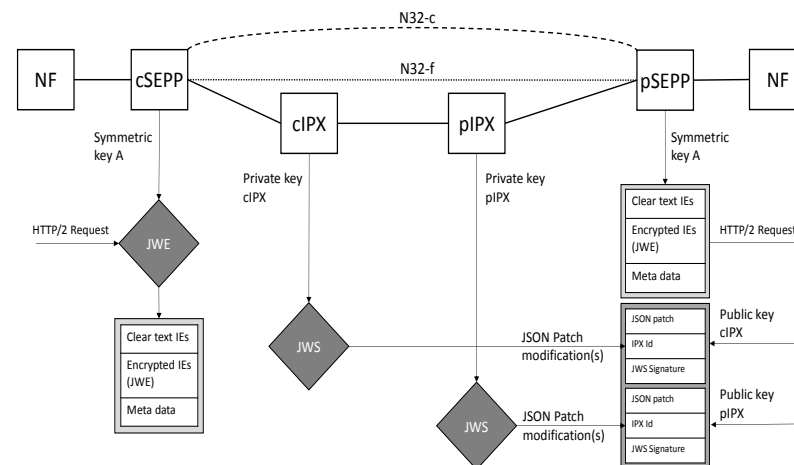 N32-c
N32-f
NF
cSEPP
pSEPP
NF
cIPX
pIPX
Symmetric
key A
Symmetric
key A
Private key
cIPX
Private key
pIPX
HTTP/2 Request
JWE
Clear text IEs
Encrypted IEs
(JWE)
Meta data
HTTP/2 Request
Clear text IEs
Encrypted IEs
(JWE)
Meta data
JWS
JSON Patch
modification(s)
JSON patch
IPX Id
JWS Signature
Public key
cIPX
JWS
JSON Patch
modification(s)
JSON patch
IPX Id
JWS Signature
Public key
pIPX